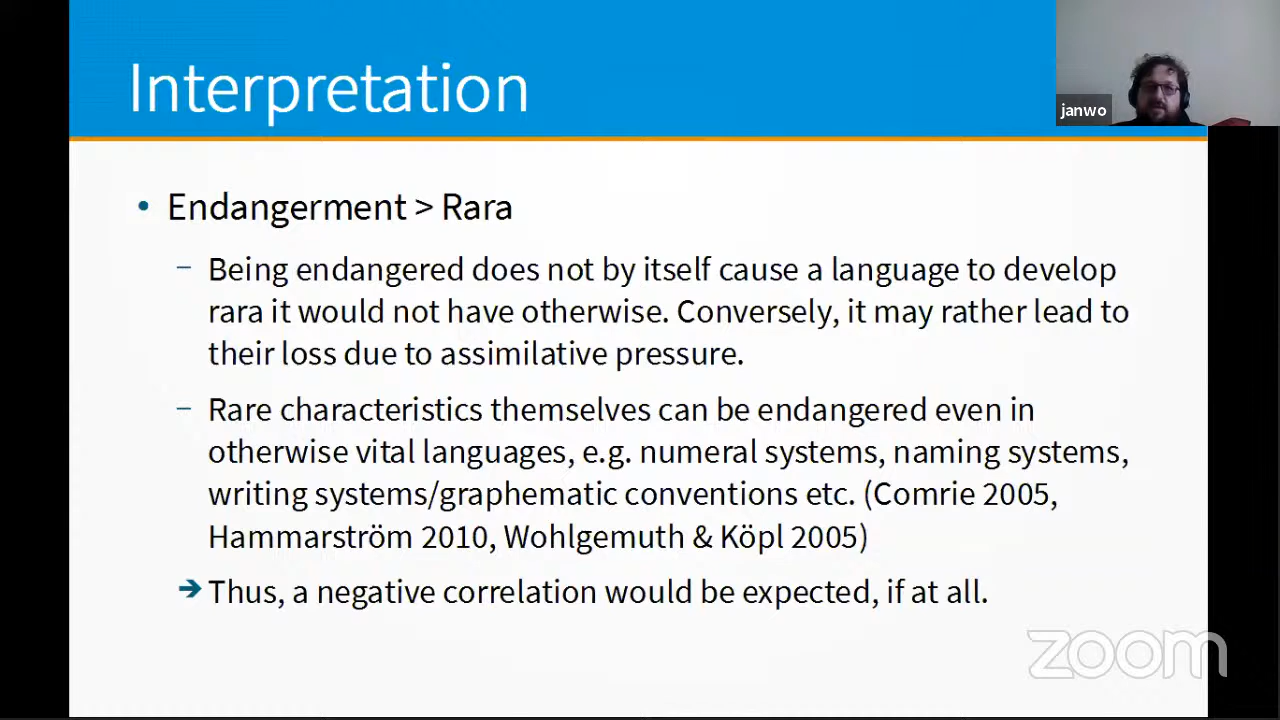 Interpretation
janwo
• Endangerment > Rara
– Being endangered does not by itself cause a language to develop
rara it would not have otherwise. Conversely, it may rather lead to
their loss due to assimilative pressure.
– Rare characteristics themselves can be endangered even in
otherwise vital languages, e.g. numeral systems, naming systems,
writing systems/graphematic conventions etc. (Comrie 2005,
Hammarström 2010, Wohlgemuth & Köpl 2005)
➔ Thus, a negative correlation would be expected, if at all.
zoom